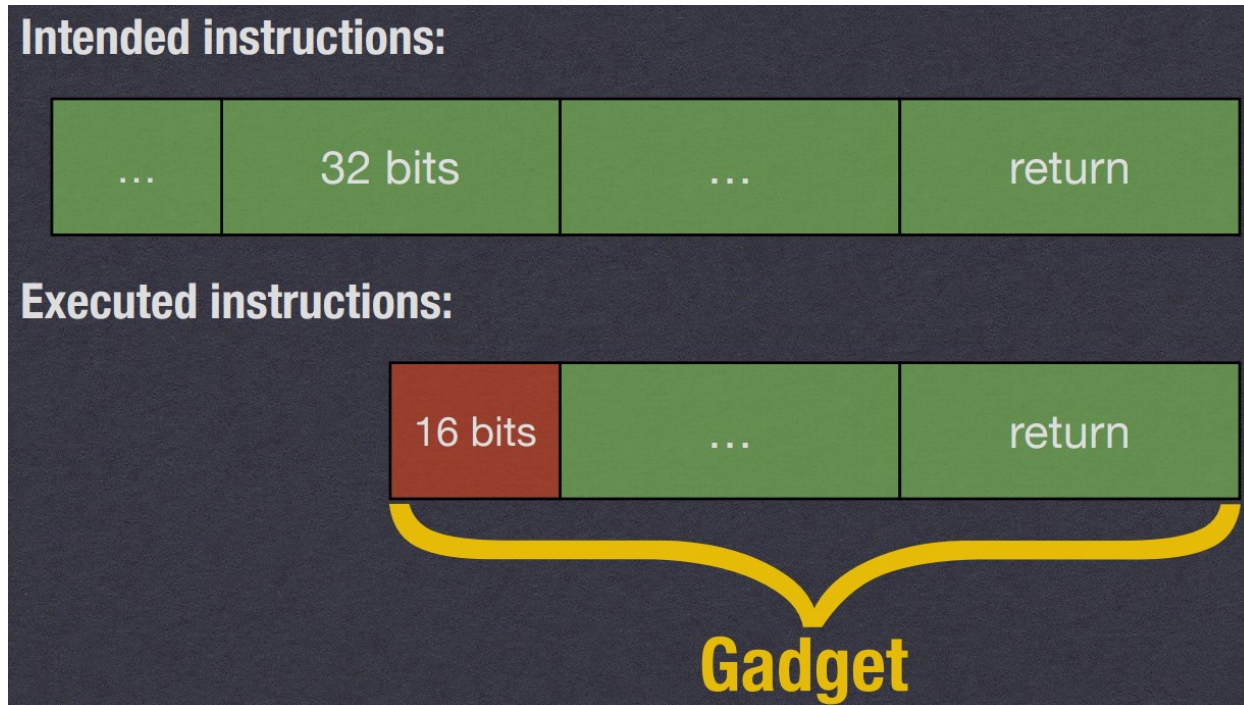 Intended instructions:
... 32 bits ... return
Executed instructions:
16 bits ... return
Gadget